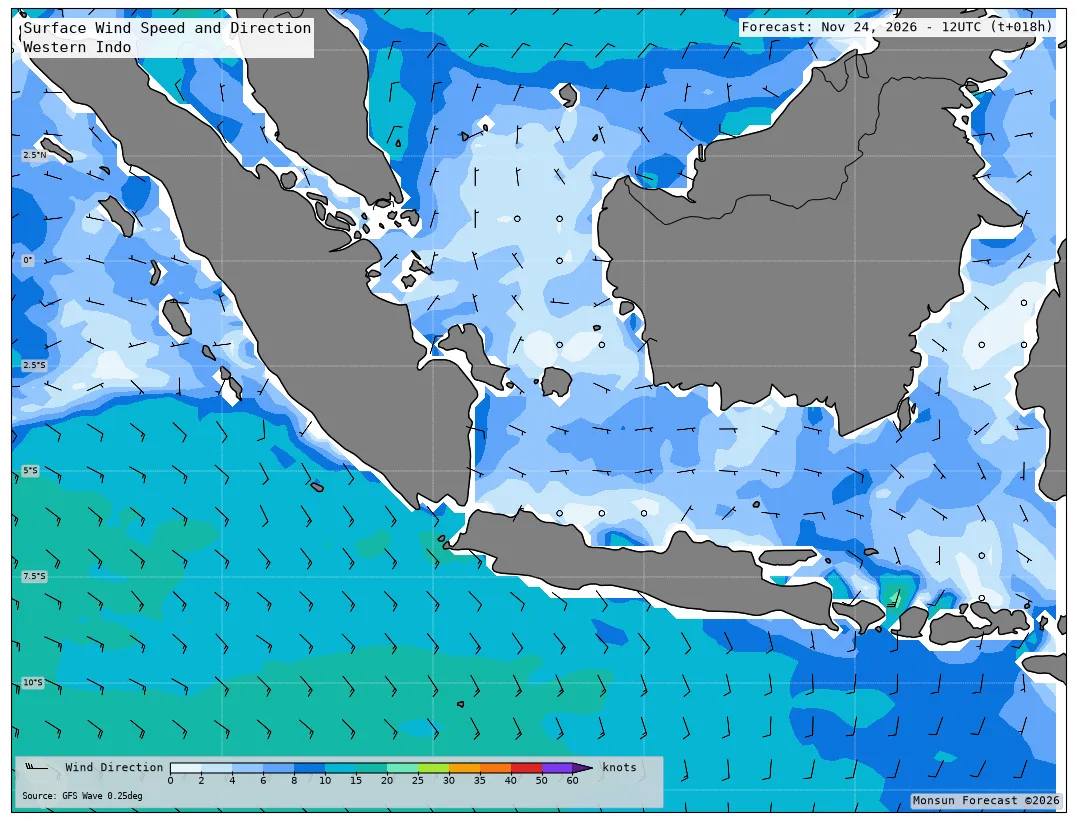 Surface Wind Speed and Direction
Western Indo
Forecast: Nov 24, 2026 - 12UTC (t+018h)
2.5°N
0°
2.5°S
5°S
7.5°S
10°S
Wind Direction
0 2 4 6 8 10 15 20 25 30 35 40 50 60
knots
Source: GFS Wave 0.25deg
Monsun Forecast ©2026